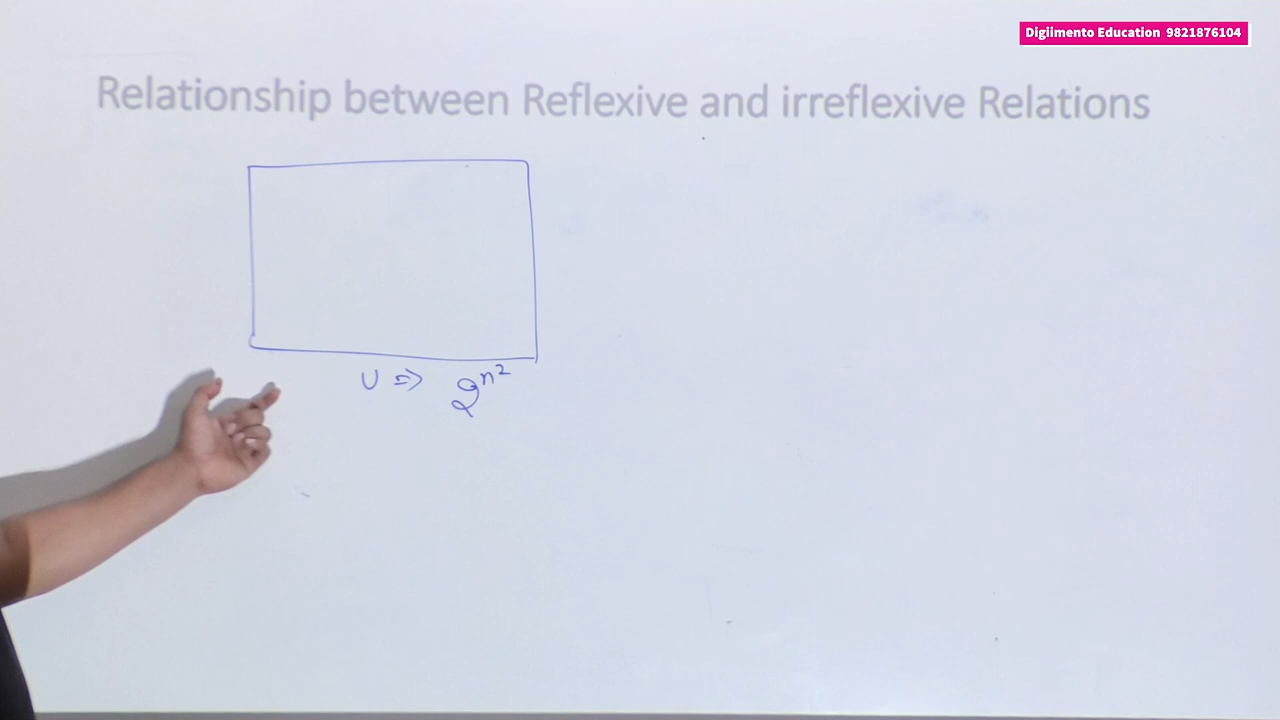 Digiimento Education 9821876104
Relationship between Reflexive and irreflexive Relations
U ⇒ 2^n²